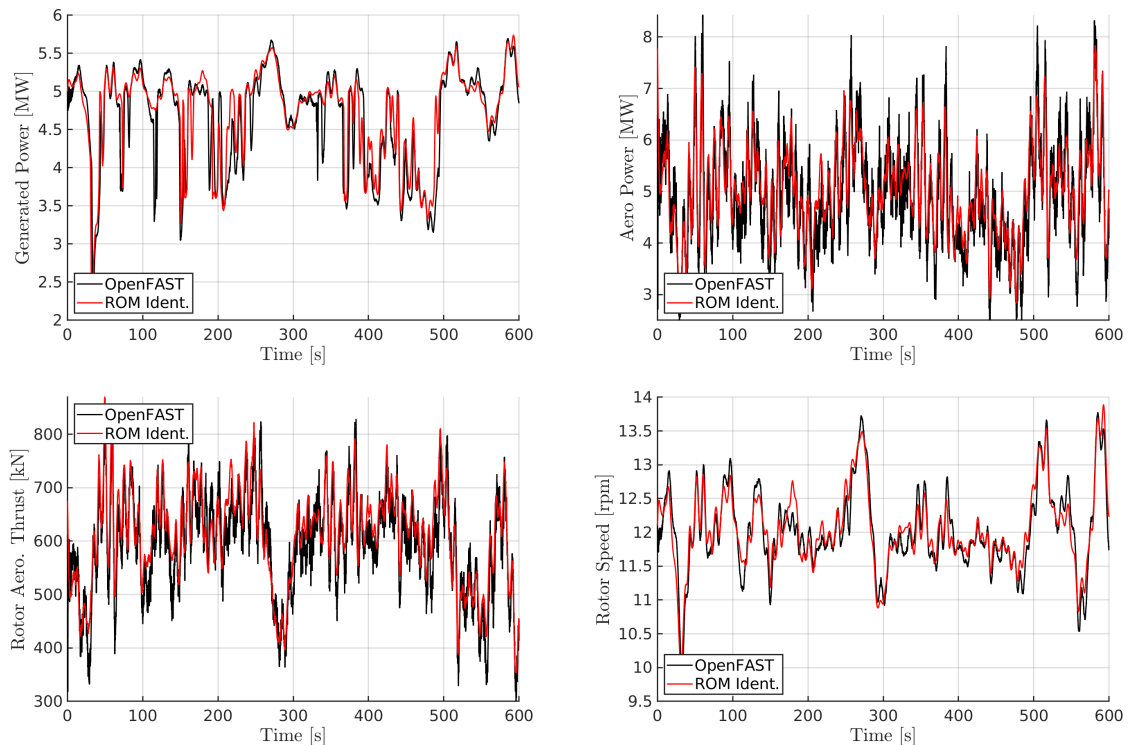 Generated Power [MW]
6
5.5
5
4.5
4
3.5
3
2.5
2
OpenFAST
ROM Ident.
0 100 200 300 400 500 600
Time [s]
Aero Power [MW]
8
7
6
5
4
3
OpenFAST
ROM Ident.
0 100 200 300 400 500 600
Time [s]
Rotor Aero. Thrust [kN]
OpenFAST
ROM Ident.
800
700
600
500
400
300
0 100 200 300 400 500 600
Time [s]
Rotor Speed [rpm]
14
13.5
13
12.5
12
11.5
11
10.5
10
9.5
OpenFAST
ROM Ident.
0 100 200 300 400 500 600
Time [s]